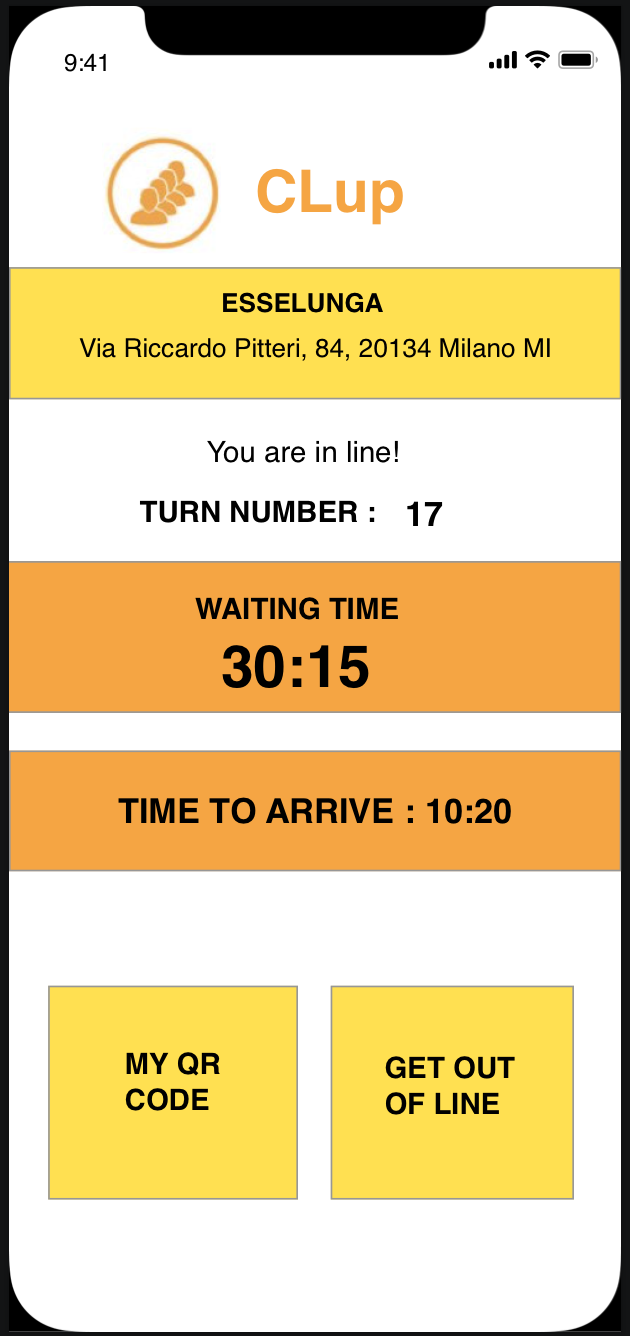 9:41
CLup
ESSELUNGA
Via Riccardo Pitteri, 84, 20134 Milano MI
You are in line!
TURN NUMBER : 17
WAITING TIME
30:15
TIME TO ARRIVE : 10:20
MY QR
CODE
GET OUT
OF LINE